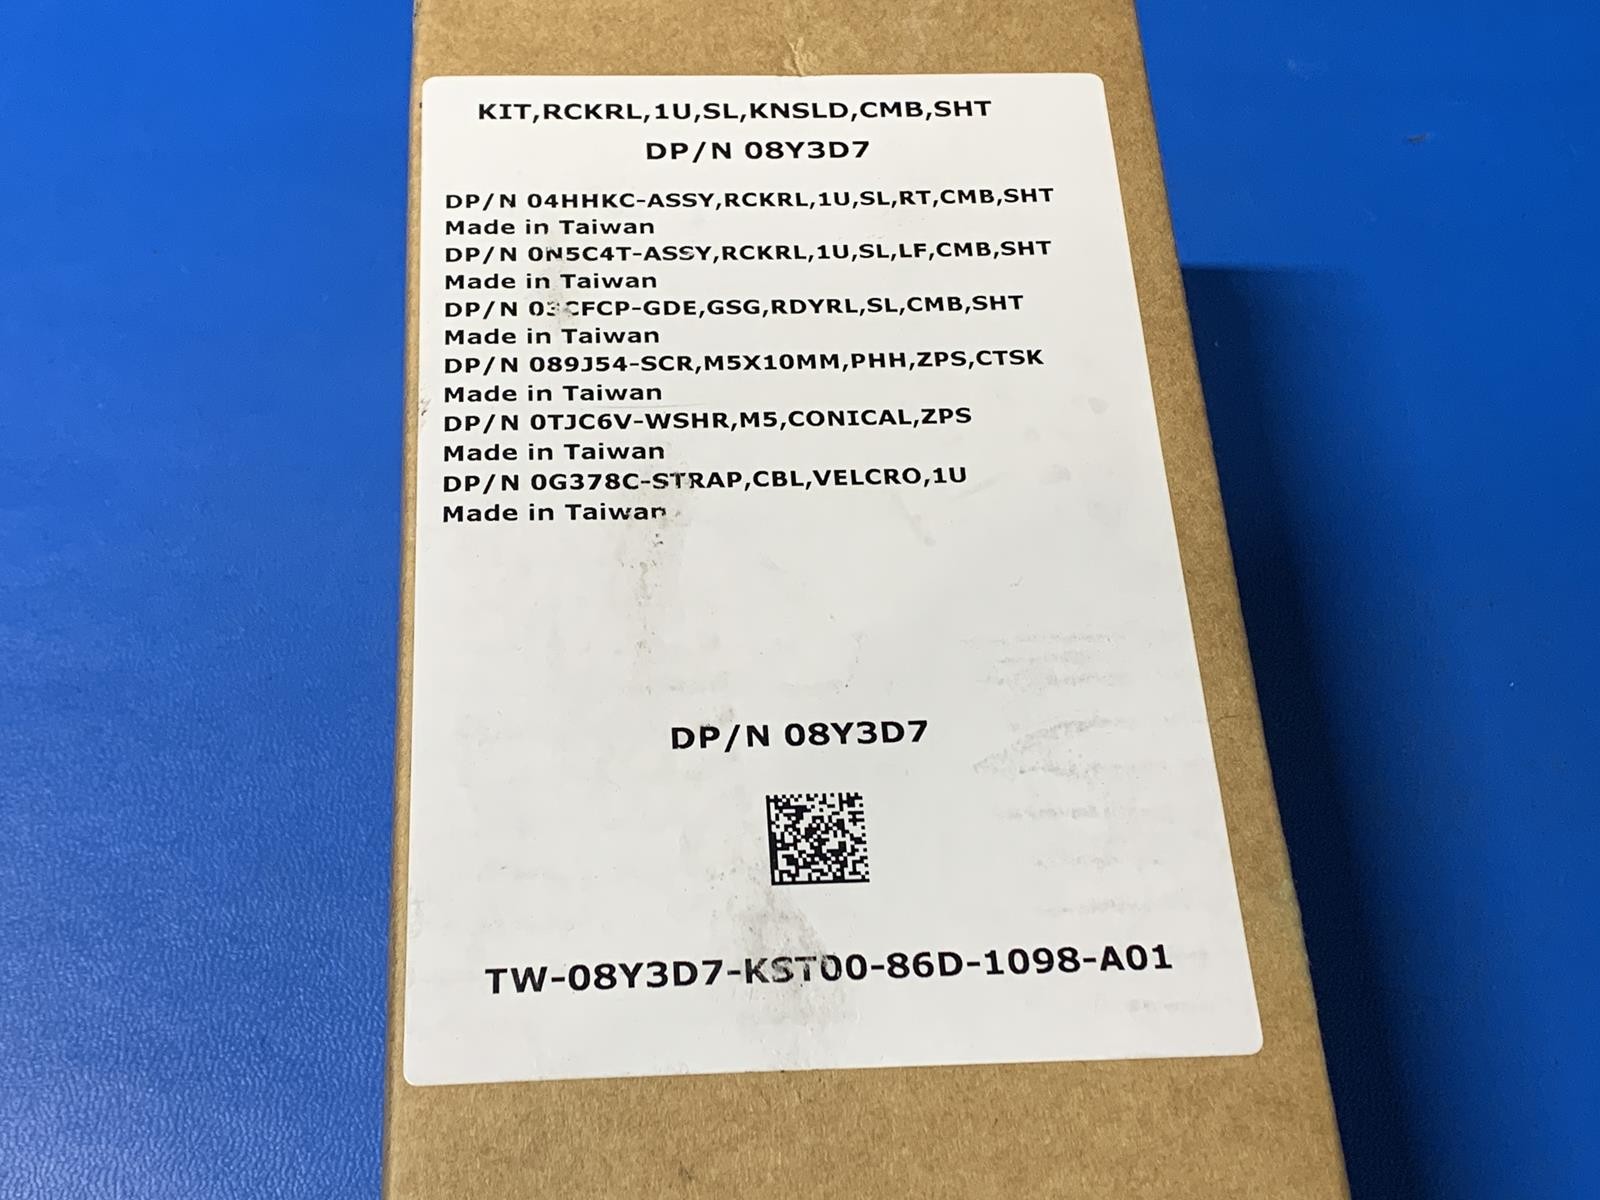 KIT,RCKRL,1U,SL,KNSLD,CMB,SHT
DP/N 08Y3D7
DP/N 04HHKC-ASSY,RCKRL,1U,SL,RT,CMB,SHT
Made in Taiwan
DP/N 0N5C4T-ASSY,RCKRL,1U,SL,LF,CMB,SHT
Made in Taiwan
DP/N 03CFCP-GDE,GSG,RDYRL,SL,CMB,SHT
Made in Taiwan
DP/N 089J54-SCR,M5X10MM,PHH,ZPS,CTSK
Made in Taiwan
DP/N 0TJC6V-WSHR,M5,CONICAL,ZPS
Made in Taiwan
DP/N 0G378C-STRAP,CBL,VELCRO,1U
Made in Taiwan
DP/N 08Y3D7
TW-08Y3D7-KST00-86D-1098-A01